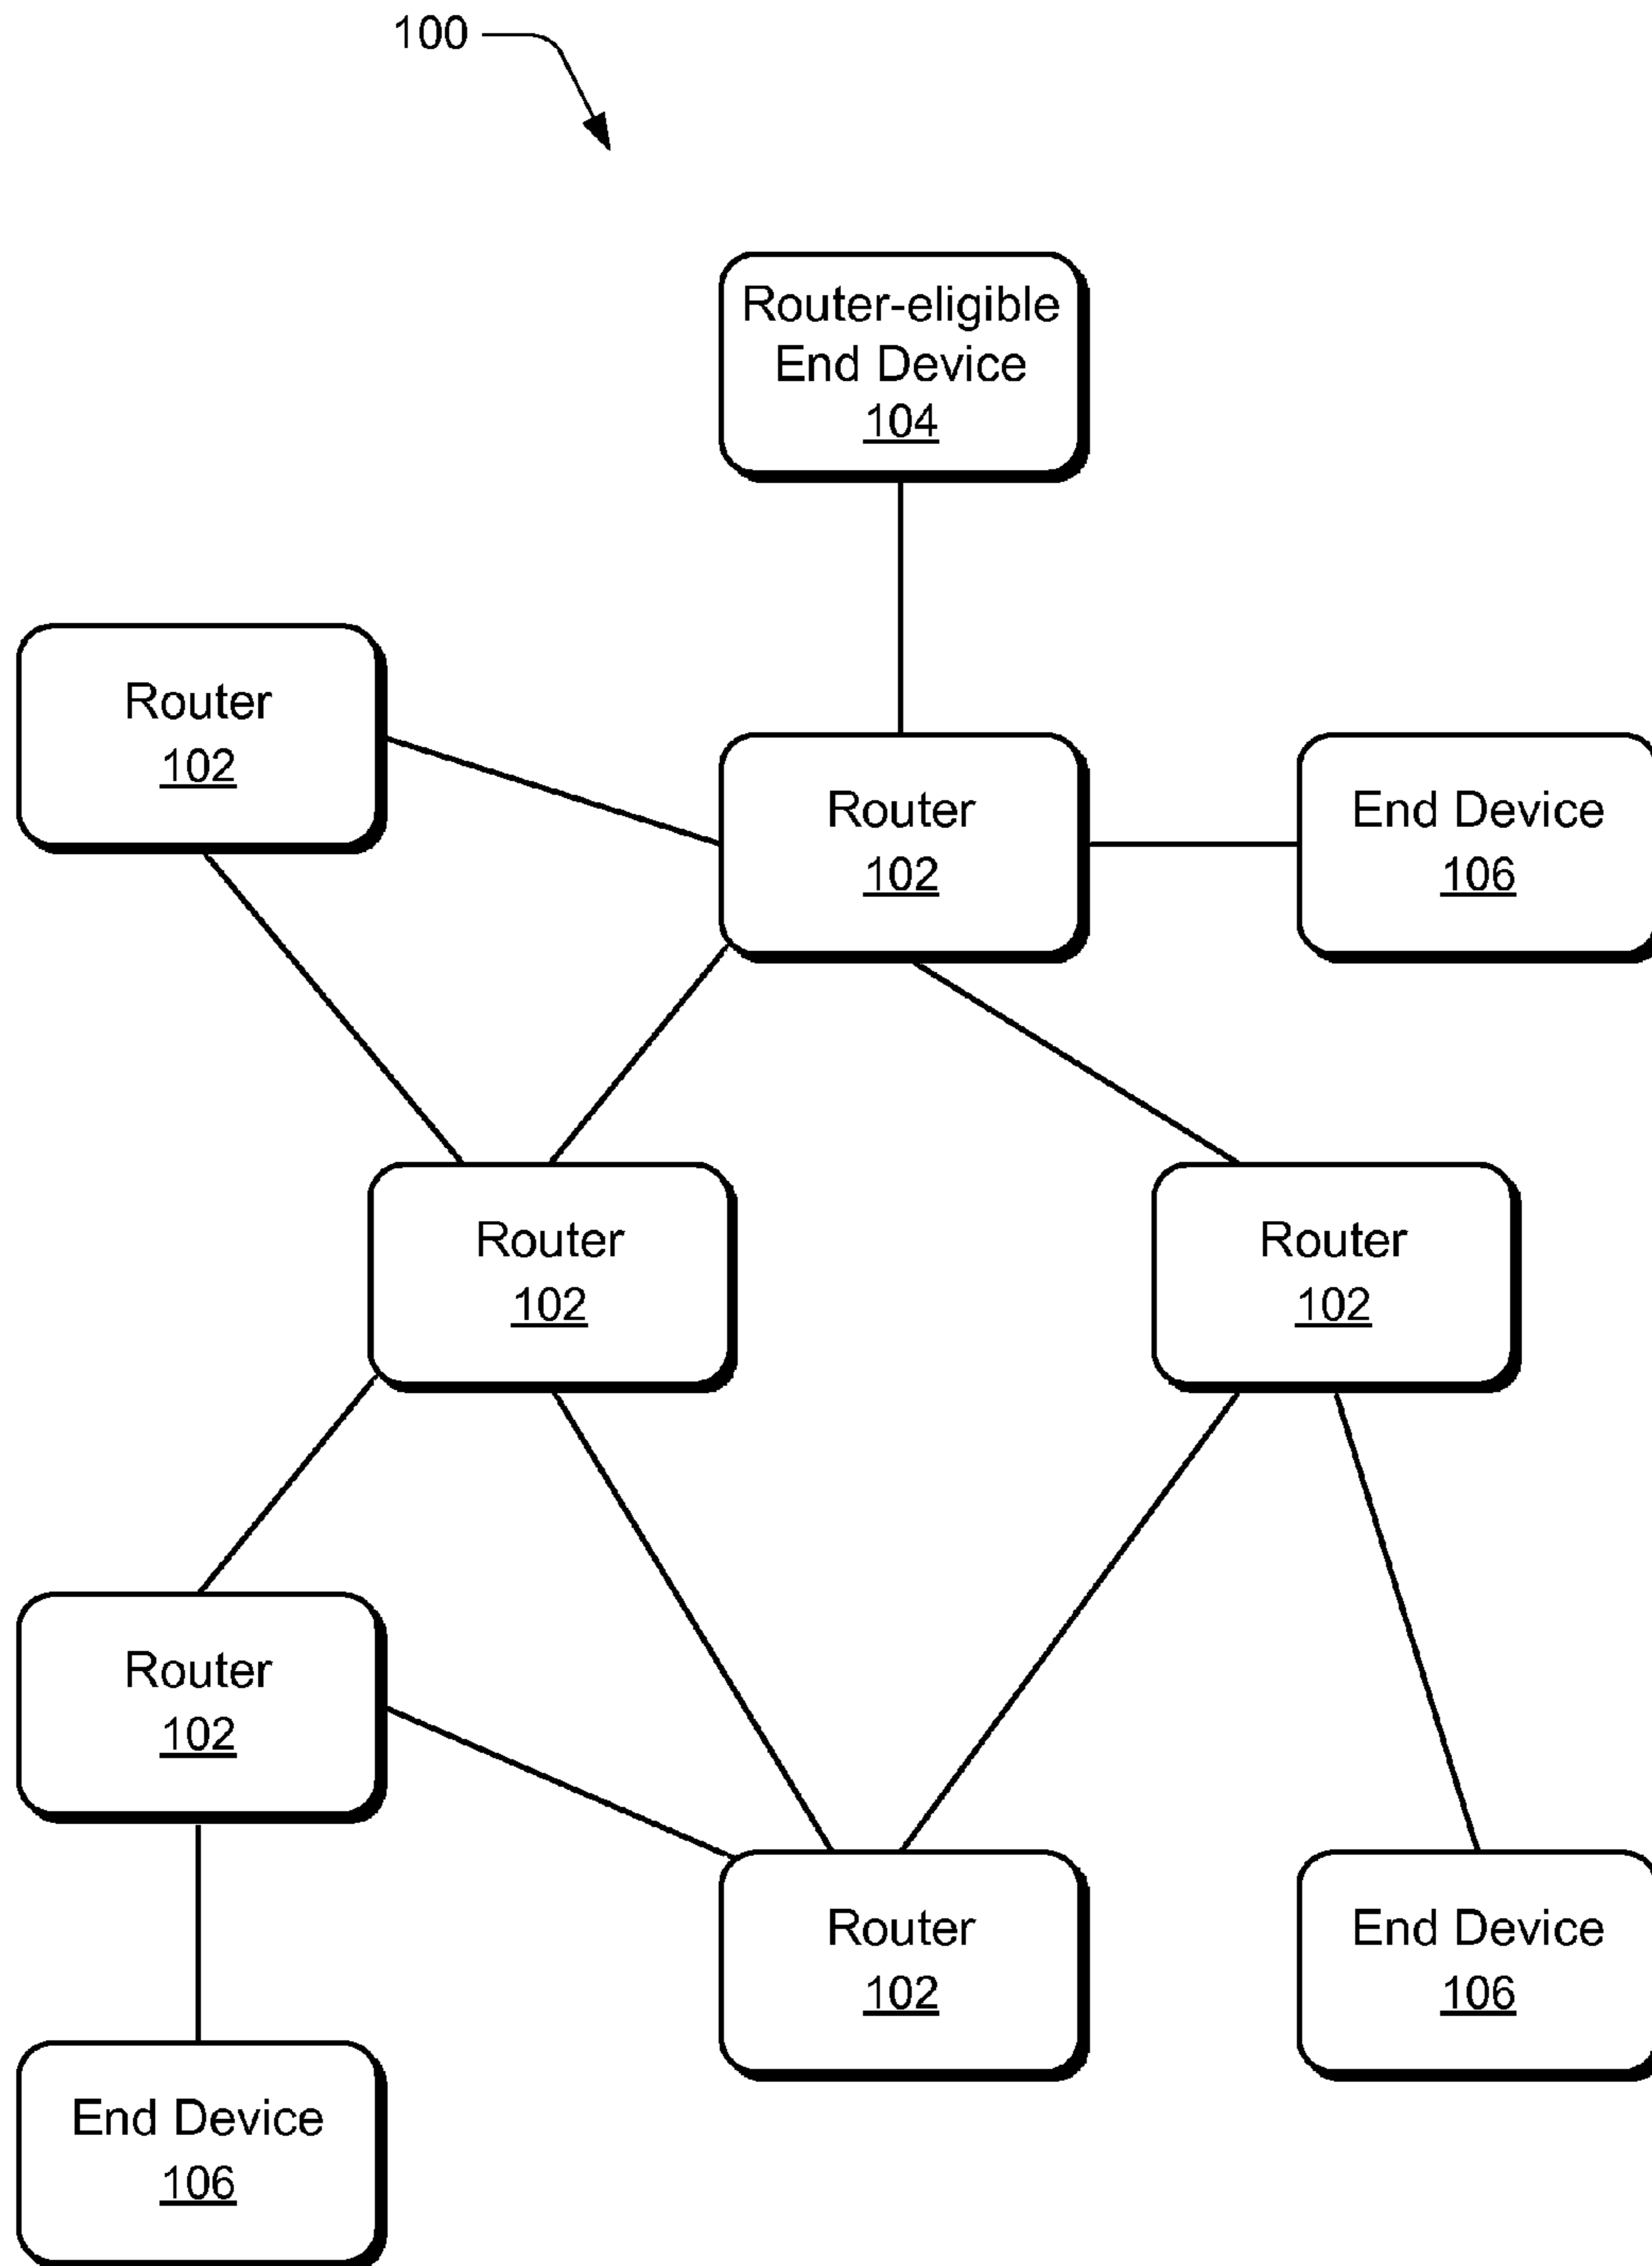 100
Router-eligible
End Device
104
Router
102
Router
102
End Device
106
Router
102
Router
102
Router
102
Router
102
End Device
106
End Device
106